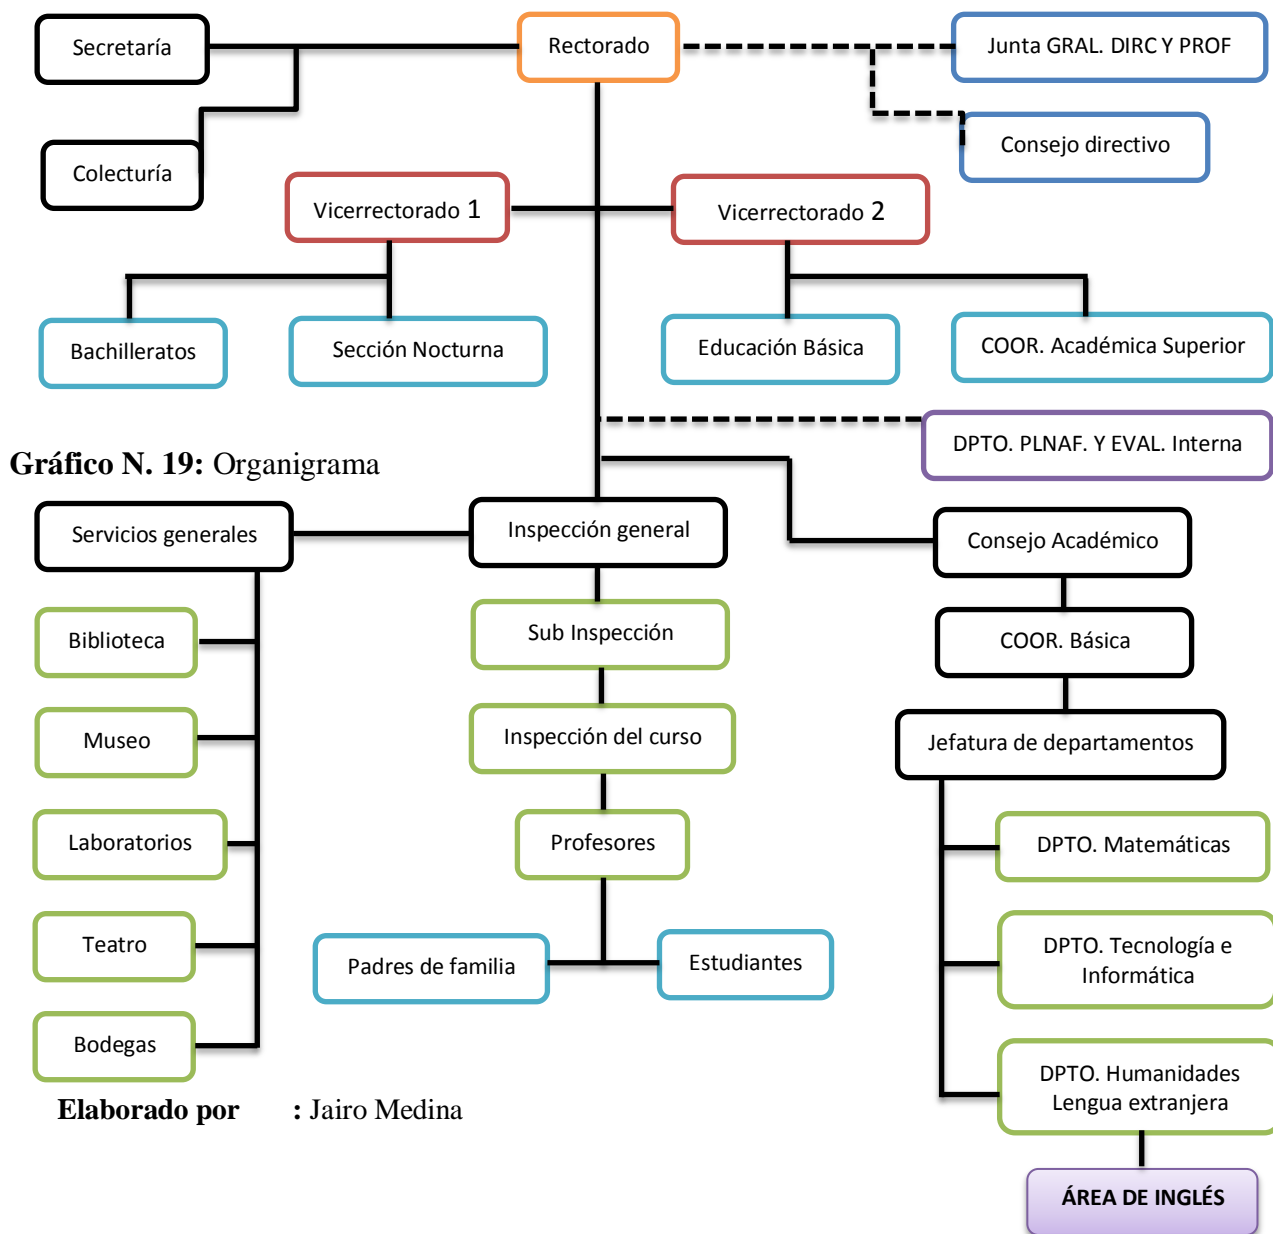 Secretaría
Rectorado
Junta GRAL. DIRC Y PROF
Colecturía
Consejo directivo
Vicerrectorado 1
Vicerrectorado 2
Bachilleratos
Sección Nocturna
Educación Básica
COOR. Académica Superior
DPTO. PLNAF. Y EVAL. Interna
Gráfico N. 19: Organigrama
Servicios generales
Inspección general
Consejo Académico
Biblioteca
Sub Inspección
COOR. Básica
Museo
Inspección del curso
Jefatura de departamentos
Laboratorios
Profesores
DPTO. Matemáticas
Teatro
Padres de familia
Estudiantes
DPTO. Tecnología e
Informática
Bodegas
DPTO. Humanidades
Lengua extranjera
Elaborado por : Jairo Medina
ÁREA DE INGLÉS